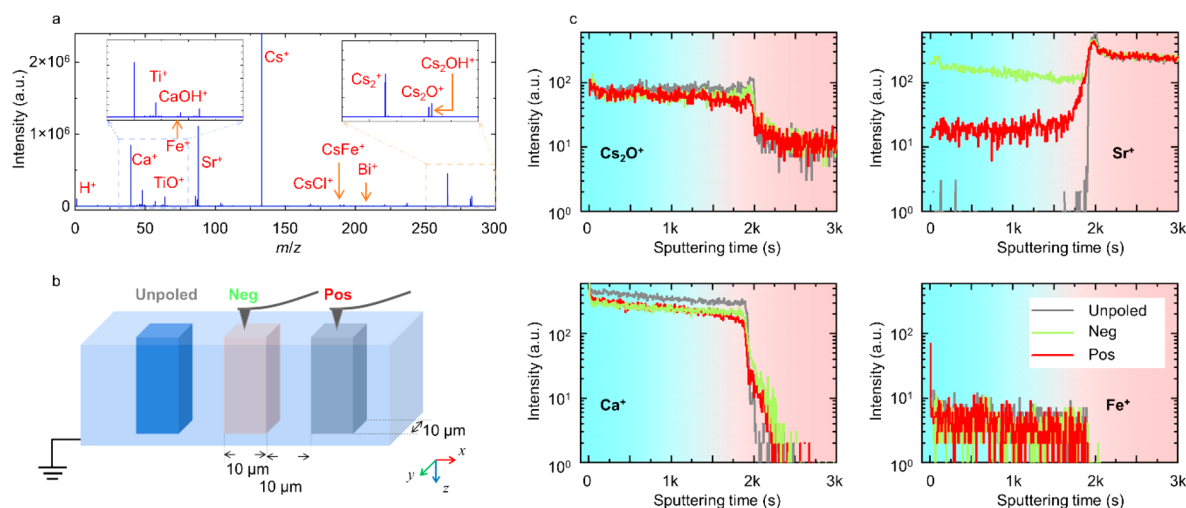 a
2×10⁶
1×10⁶
0
Intensity (a.u.)
Ti⁺
CaOH⁺
Fe⁺
Ca⁺
Sr⁺
TiO⁺
H⁺
Cs⁺
Cs₂⁺
Cs₂OH⁺
Cs₂O⁺
CsFe⁺
CsCl⁺
Bi⁺
0 50 100 150 200 250 300
m/z
b
Unpoled Neg Pos
10 μm
10 μm
10 μm
x
y
z
c
Intensity (a.u.)
10²
10¹
10⁰
Cs₂O⁺
0 1k 2k 3k
Sputtering time (s)
Intensity (a.u.)
10²
10¹
10⁰
Sr⁺
0 1k 2k 3k
Sputtering time (s)
Intensity (a.u.)
10²
10¹
10⁰
Ca⁺
0 1k 2k 3k
Sputtering time (s)
Intensity (a.u.)
10²
10¹
10⁰
Unpoled
Neg
Pos
Fe⁺
0 1k 2k 3k
Sputtering time (s)